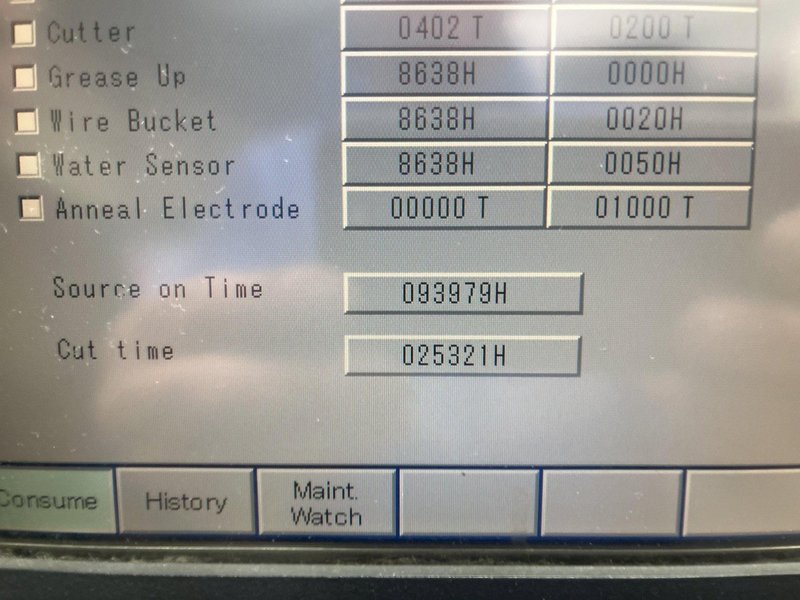 Cutter 0402 T 0200 T
Grease Up 8638H 0000H
Wire Bucket 8638H 0020H
Water Sensor 8638H 0050H
Anneal Electrode 00000 T 01000 T
Source on Time 093979H
Cut time 025321H
Consume History Maint. Watch